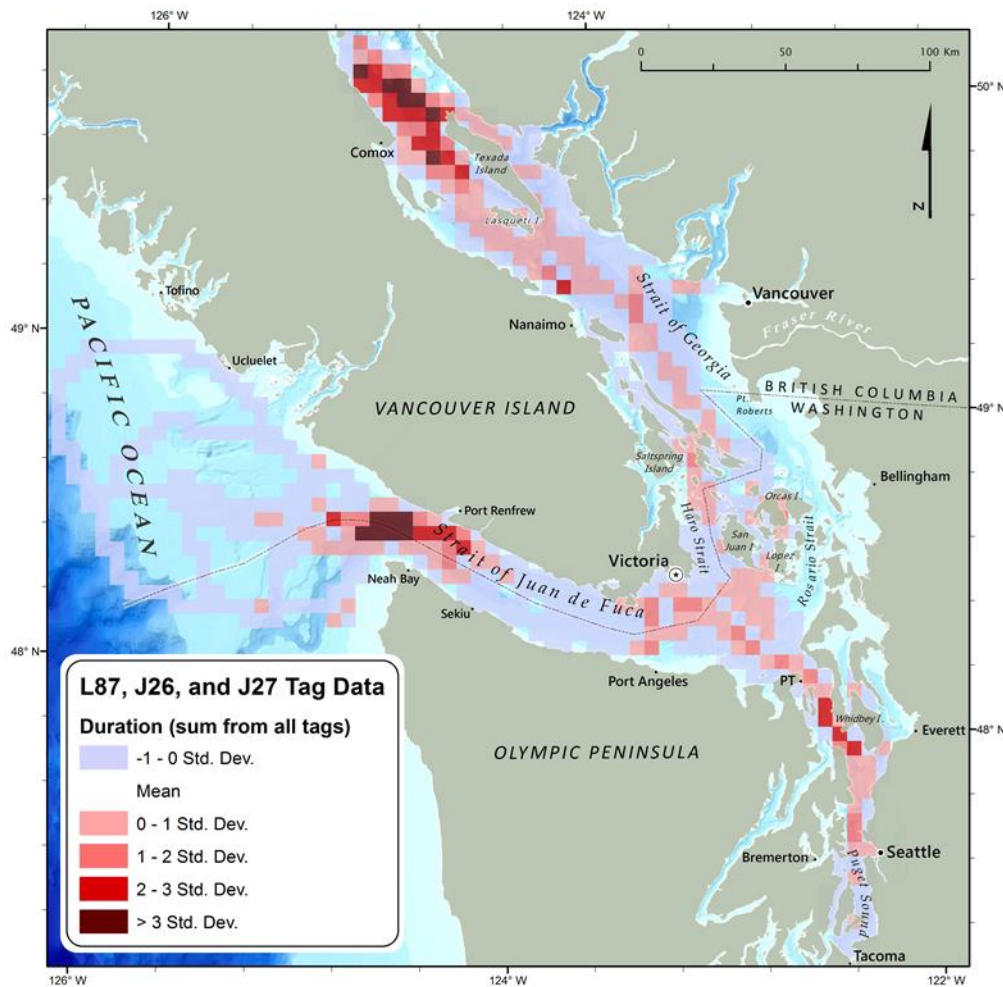 126° W
124° W
0 50 100 Km
50° N
50° N
Comox
Texada
Island
Lasqueti I
N
Tofino
Strait of Georgia
Vancouver
Fraser River
49° N
Nanaimo
PACIFIC OCEAN
Ucluelet
BRITISH COLUMBIA
WASHINGTON
Pt.
Roberts
VANCOUVER ISLAND
49° N
Saltspring
Island
Bellingham
Orcas I
Port Renfrew
Haro Strait
San
Juan I
Lopez
I
Rosario Strait
Victoria
Strait of Juan de Fuca
Neah Bay
Sekiu
48° N
Port Angeles
PT
Whidbey I
Everett
48° N
OLYMPIC PENINSULA
L87, J26, and J27 Tag Data
Duration (sum from all tags)
-1 - 0 Std. Dev.
Mean
0 - 1 Std. Dev.
1 - 2 Std. Dev.
2 - 3 Std. Dev.
> 3 Std. Dev.
Bremerton
Seattle
Puget Sound
Tacoma
126° W
124° W
122° W